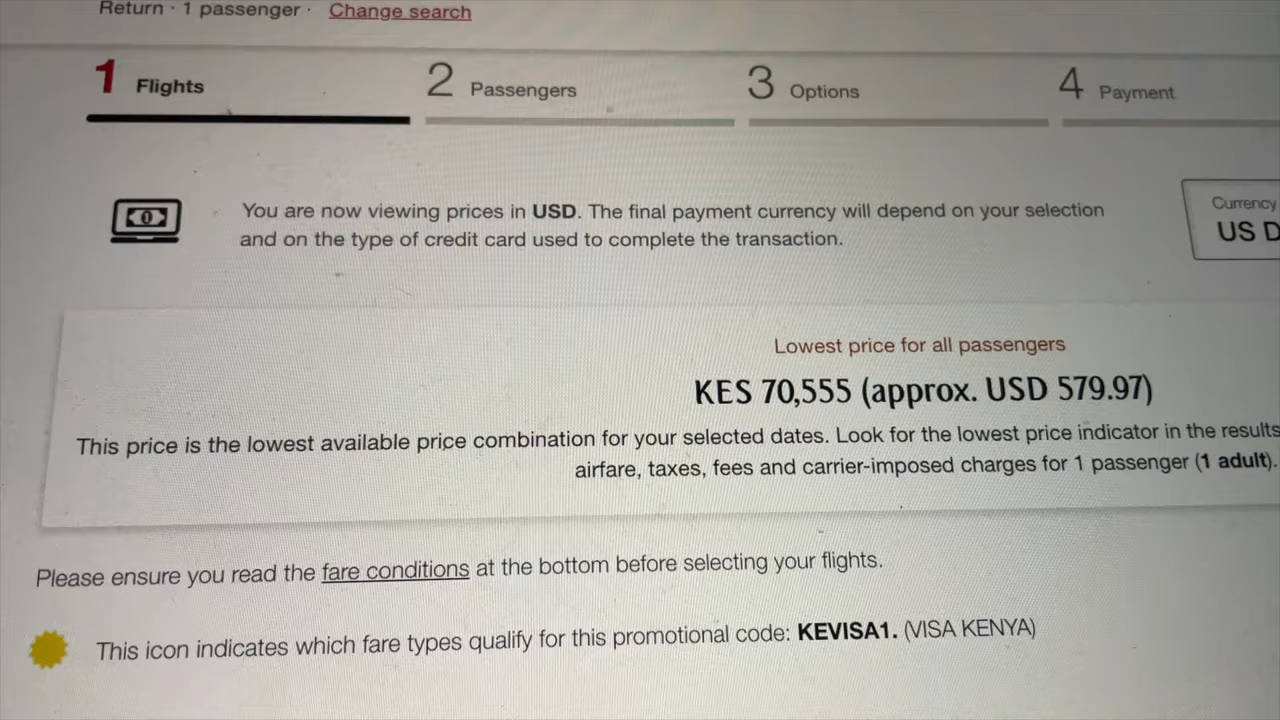 Return · 1 passenger · Change search
1 Flights
2 Passengers
3 Options
4 Payment
You are now viewing prices in USD. The final payment currency will depend on your selection
and on the type of credit card used to complete the transaction.
Currency
US D
Lowest price for all passengers
KES 70,555 (approx. USD 579.97)
This price is the lowest available price combination for your selected dates. Look for the lowest price indicator in the results
airfare, taxes, fees and carrier-imposed charges for 1 passenger (1 adult).
Please ensure you read the fare conditions at the bottom before selecting your flights.
This icon indicates which fare types qualify for this promotional code: KEVISA1. (VISA KENYA)